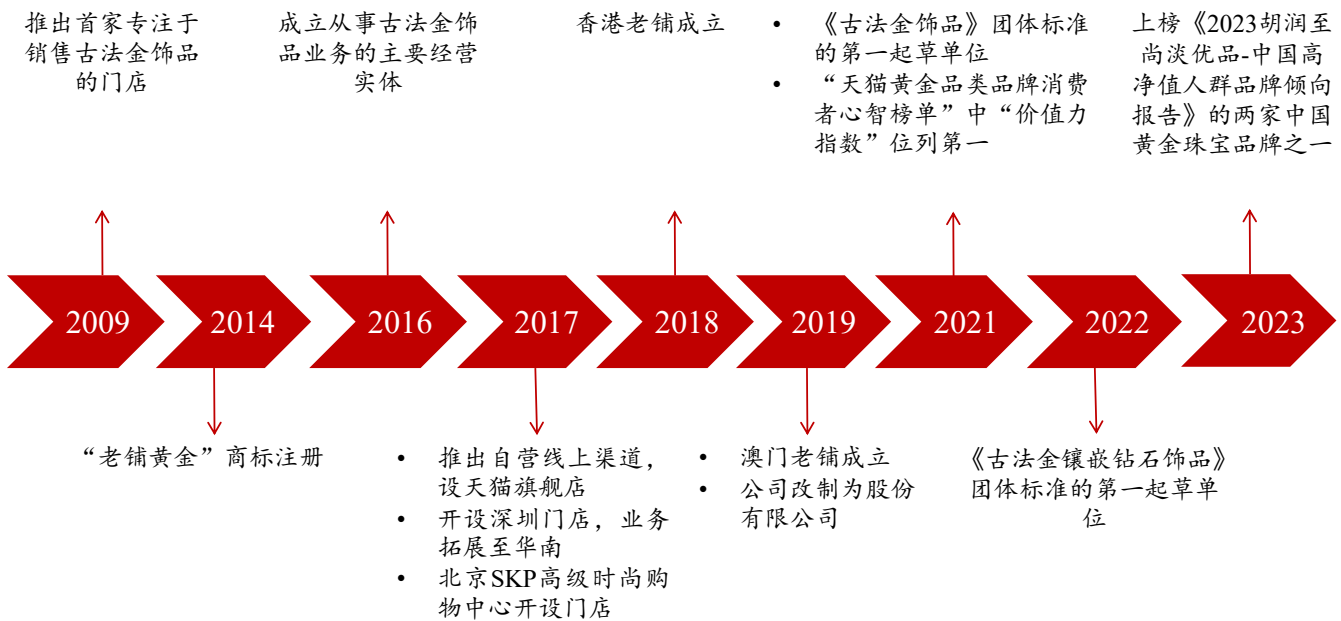 推出首家专注于
销售古法金饰品
的门店
成立从事古法金饰
品业务的主要经营
实体
香港老铺成立
• 《古法金饰品》团体标准
的第一起草单位
• “天猫黄金品类品牌消费
者心智榜单”中“价值力
指数”位列第一
上榜《2023胡润至
尚淡优品-中国高
净值人群品牌倾向
报告》的两家中国
黄金珠宝品牌之一
2009
2014
2016
2017
2018
2019
2021
2022
2023
“老铺黄金”商标注册
• 推出自营线上渠道，
设天猫旗舰店
• 开设深圳门店，业务
拓展至华南
• 北京SKP高级时尚购
物中心开设门店
• 澳门老铺成立
• 公司改制为股份
有限公司
《古法金镶嵌钻石饰品》
团体标准的第一起草单
位